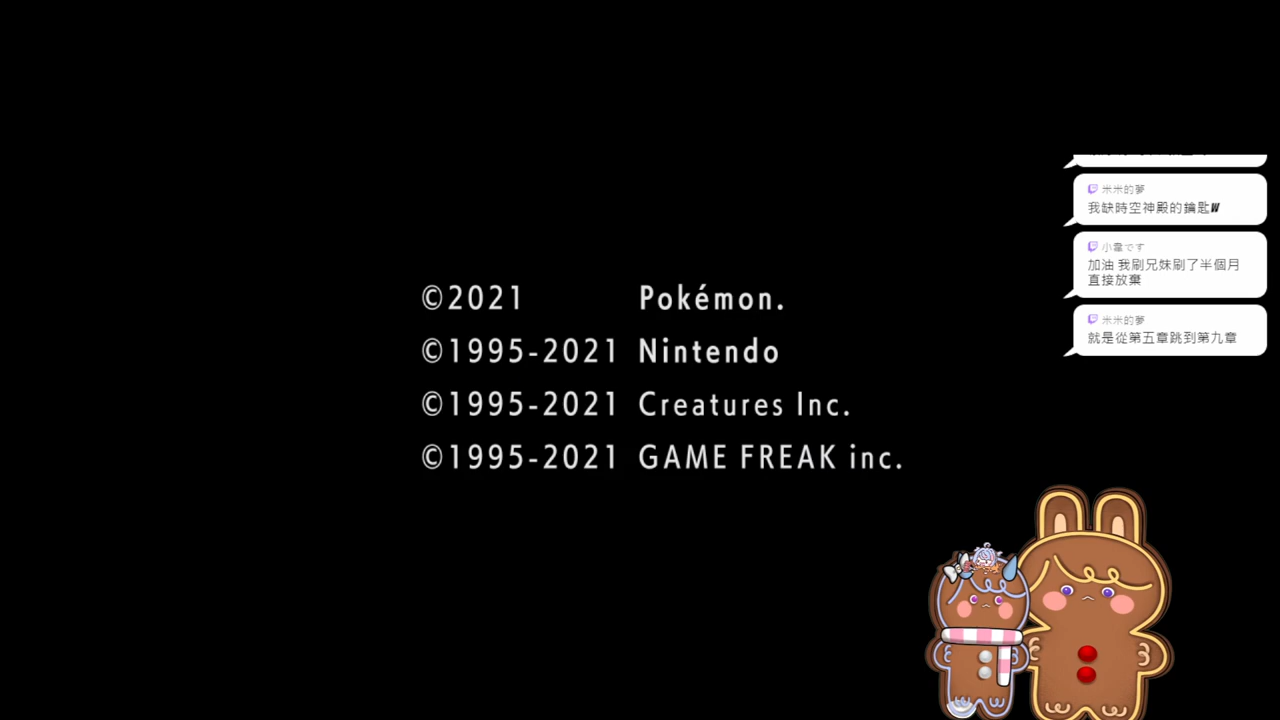 ©2021 Pokémon.
©1995-2021 Nintendo
©1995-2021 Creatures Inc.
©1995-2021 GAME FREAK inc.
米米的夢
我缺時空神殿的鑰匙W
小韋です
加油 我刷兄妹刷了半個月
直接放棄
米米的夢
就是從第五章跳到第九章